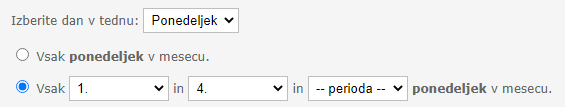 Izberite dan v tednu: Ponedeljek
Vsak ponedeljek v mesecu.
Vsak 1. in 4. in -- perioda -- ponedeljek v mesecu.